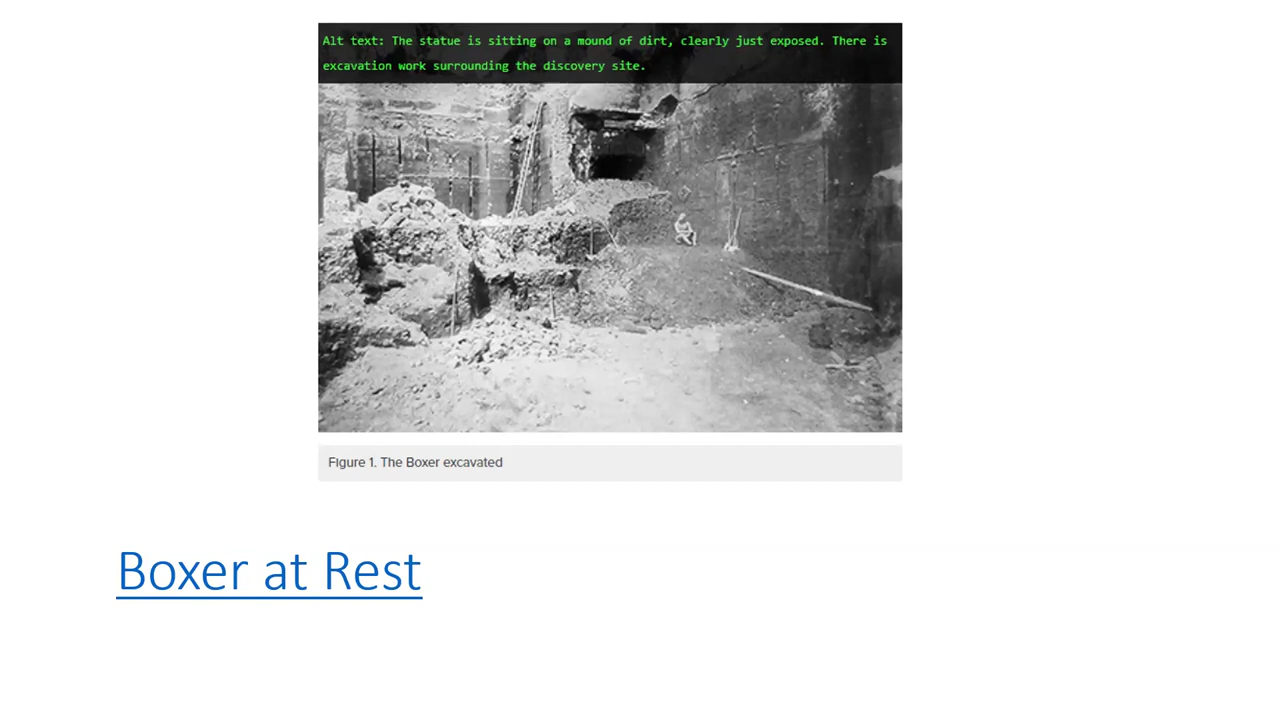 Alt text: The statue is sitting on a mound of dirt, clearly just exposed. There is
excavation work surrounding the discovery site.
Figure 1. The Boxer excavated
Boxer at Rest